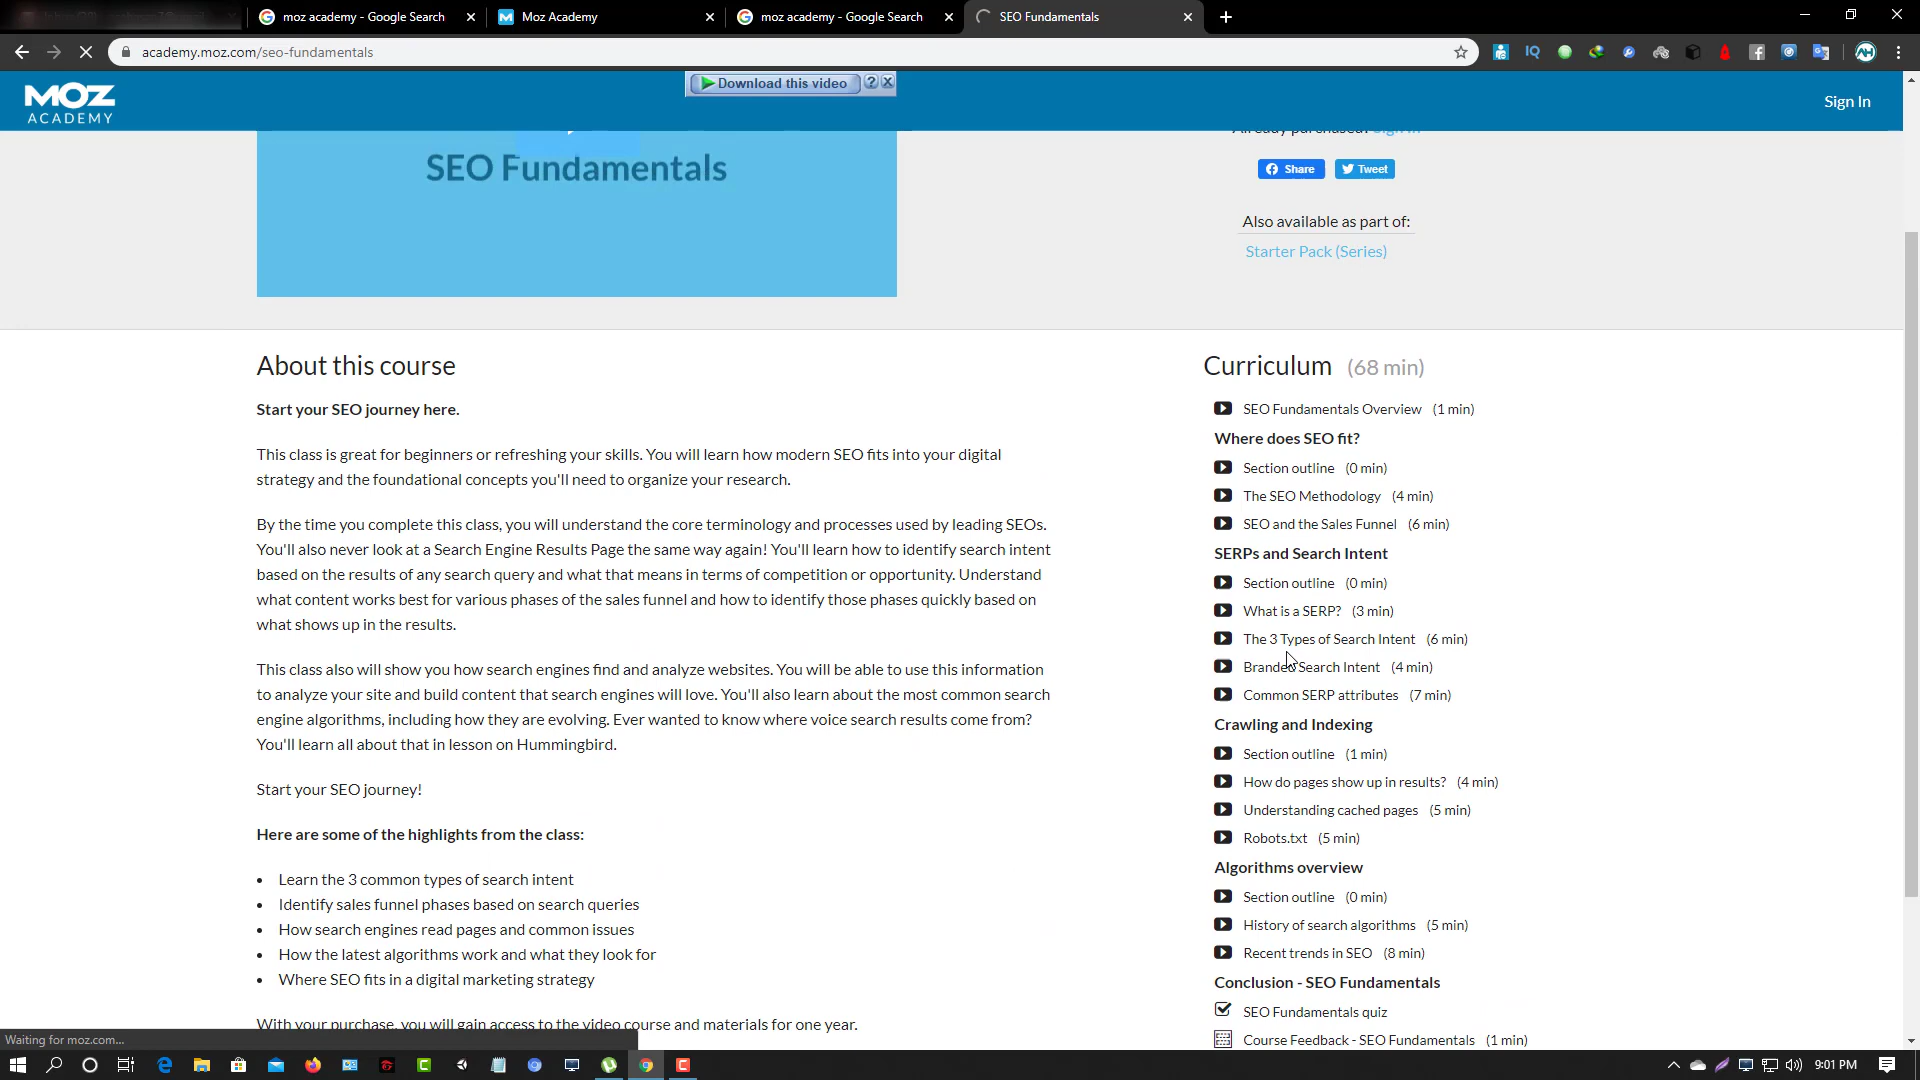 moz academy - Google Search
Moz Academy
moz academy - Google Search
SEO Fundamentals
academy.moz.com/seo-fundamentals
IQ
AH
Download this video
MOZ
ACADEMY
Sign In
SEO Fundamentals
Already purchased? Sign In
Share
Tweet
Also available as part of:
Starter Pack (Series)
About this course
Start your SEO journey here.
This class is great for beginners or refreshing your skills. You will learn how modern SEO fits into your digital
strategy and the foundational concepts you'll need to organize your research.
By the time you complete this class, you will understand the core terminology and processes used by leading SEOs.
You'll also never look at a Search Engine Results Page the same way again! You'll learn how to identify search intent
based on the results of any search query and what that means in terms of competition or opportunity. Understand
what content works best for various phases of the sales funnel and how to identify those phases quickly based on
what shows up in the results.
This class also will show you how search engines find and analyze websites. You will be able to use this information
to analyze your site and build content that search engines will love. You'll also learn about the most common search
engine algorithms, including how they are evolving. Ever wanted to know where voice search results come from?
You'll learn all about that in lesson on Hummingbird.
Start your SEO journey!
Here are some of the highlights from the class:
• Learn the 3 common types of search intent
• Identify sales funnel phases based on search queries
• How search engines read pages and common issues
• How the latest algorithms work and what they look for
• Where SEO fits in a digital marketing strategy
With your purchase, you will gain access to the video course and materials for one year.
Curriculum (68 min)
SEO Fundamentals Overview (1 min)
Where does SEO fit?
Section outline (0 min)
The SEO Methodology (4 min)
SEO and the Sales Funnel (6 min)
SERPs and Search Intent
Section outline (0 min)
What is a SERP? (3 min)
The 3 Types of Search Intent (6 min)
Branded Search Intent (4 min)
Common SERP attributes (7 min)
Crawling and Indexing
Section outline (1 min)
How do pages show up in results? (4 min)
Understanding cached pages (5 min)
Robots.txt (5 min)
Algorithms overview
Section outline (0 min)
History of search algorithms (5 min)
Recent trends in SEO (8 min)
Conclusion - SEO Fundamentals
SEO Fundamentals quiz
Course Feedback - SEO Fundamentals (1 min)
Waiting for moz.com...
9:01 PM